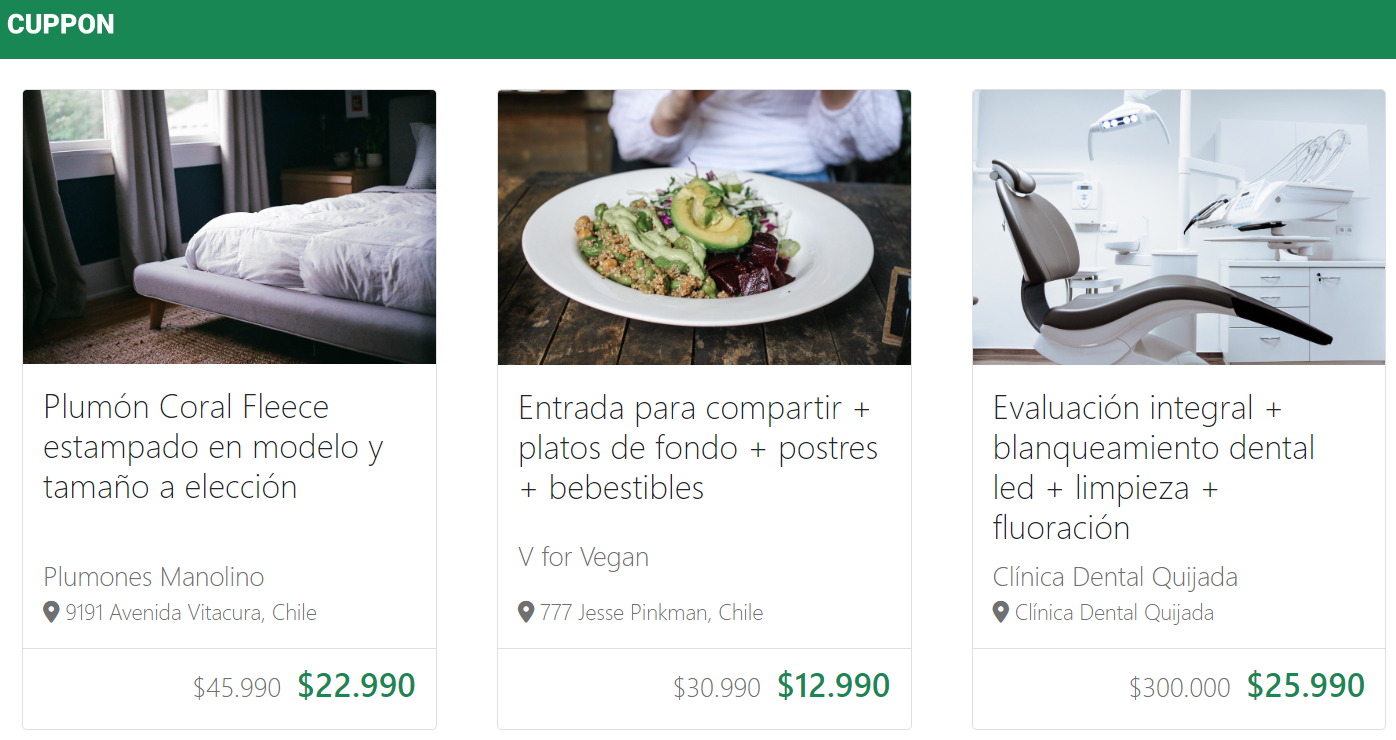 CUPPON
Plumón Coral Fleece
estampado en modelo y
tamaño a elección
Plumones Manolino
9191 Avenida Vitacura, Chile
$45.990 $22.990
Entrada para compartir +
platos de fondo + postres
+ bebestibles
V for Vegan
777 Jesse Pinkman, Chile
$30.990 $12.990
Evaluación integral +
blanqueamiento dental
led + limpieza +
fluoración
Clínica Dental Quijada
Clínica Dental Quijada
$300.000 $25.990